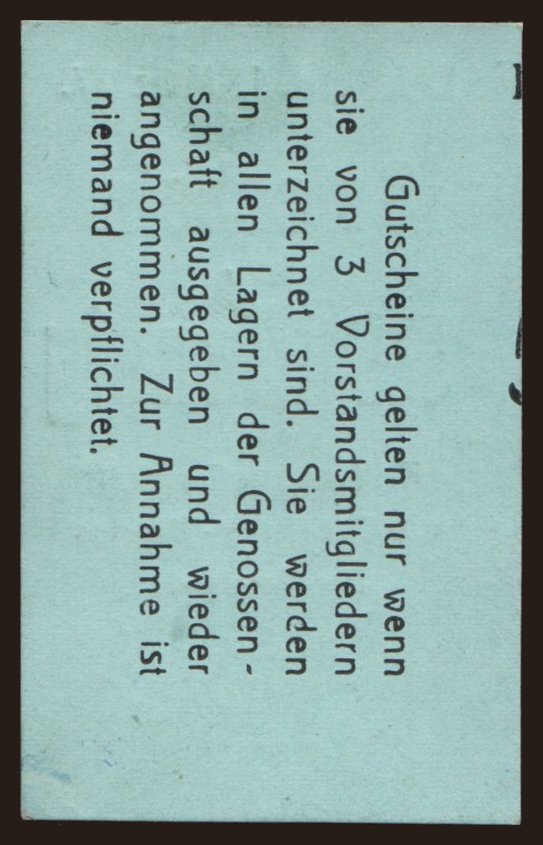 Gutscheine gelten nur wenn
sie von 3 Vorstandsmitgliedern
unterzeichnet sind. Sie werden
in allen Lagern der Genossen-
schaft ausgegeben und wieder
angenommen. Zur Annahme ist
niemand verpflichtet.